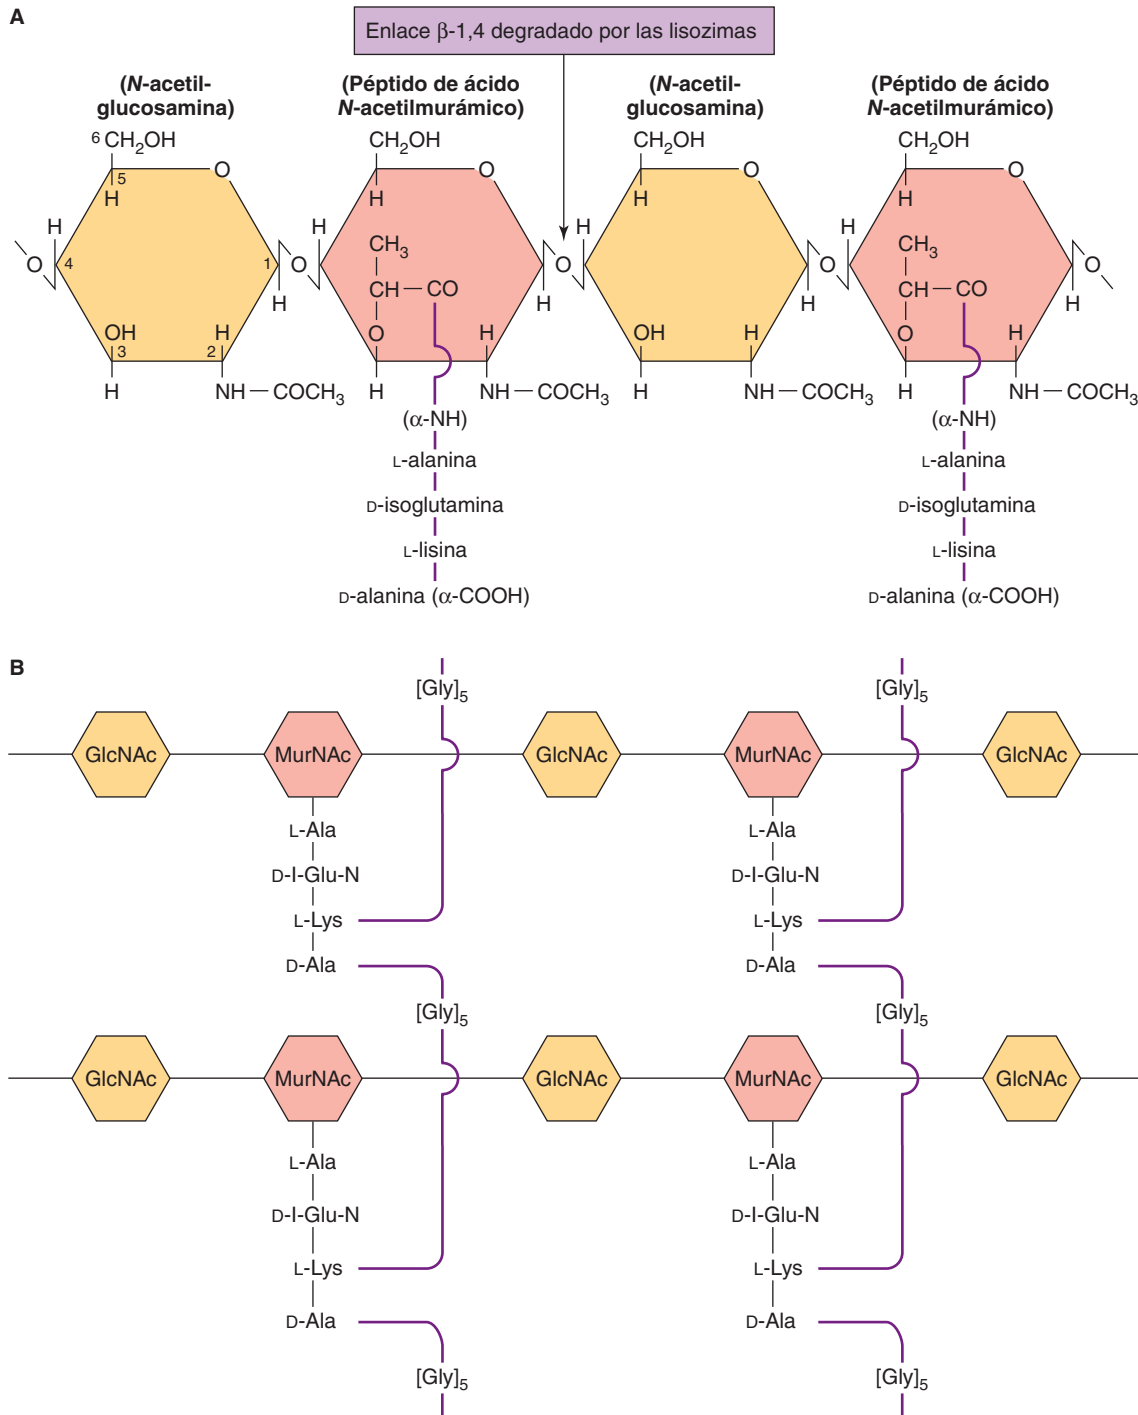 A
Enlace β-1,4 degradado por las lisozimas
(N-acetil-
glucosamina)
(Péptido de ácido
N-acetilmurámico)
(N-acetil-
glucosamina)
(Péptido de ácido
N-acetilmurámico)
6 CH2OH
CH2OH
CH2OH
CH2OH
5
O
O
O
O
H
H
H
H
H
H
H
H
CH3
CH3
O
4
1
O
O
O
O
H
CH
CO
H
H
CH
CO
H
OH
H
O
H
OH
H
O
H
3
2
H
NH
COCH3
H
NH
COCH3
H
NH
COCH3
H
NH
COCH3
(α-NH)
(α-NH)
L-alanina
L-alanina
D-isoglutamina
D-isoglutamina
L-lisina
L-lisina
D-alanina (α-COOH)
D-alanina (α-COOH)
B
[Gly]5
[Gly]5
GlcNAc
MurNAc
GlcNAc
MurNAc
GlcNAc
L-Ala
L-Ala
D-I-Glu-N
D-I-Glu-N
L-Lys
L-Lys
D-Ala
D-Ala
[Gly]5
[Gly]5
GlcNAc
MurNAc
GlcNAc
MurNAc
GlcNAc
L-Ala
L-Ala
D-I-Glu-N
D-I-Glu-N
L-Lys
L-Lys
D-Ala
D-Ala
[Gly]5
[Gly]5